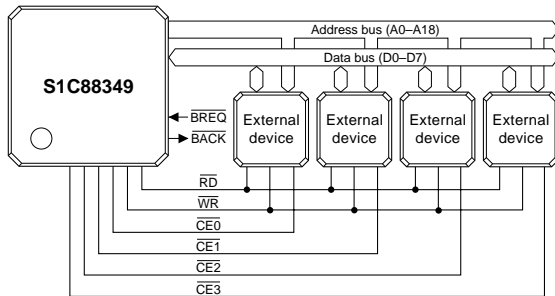 Address bus (A0–A18)
Data bus (D0–D7)
S1C88349
BREQ
BACK
External device
External device
External device
External device
RD
WR
CE0
CE1
CE2
CE3